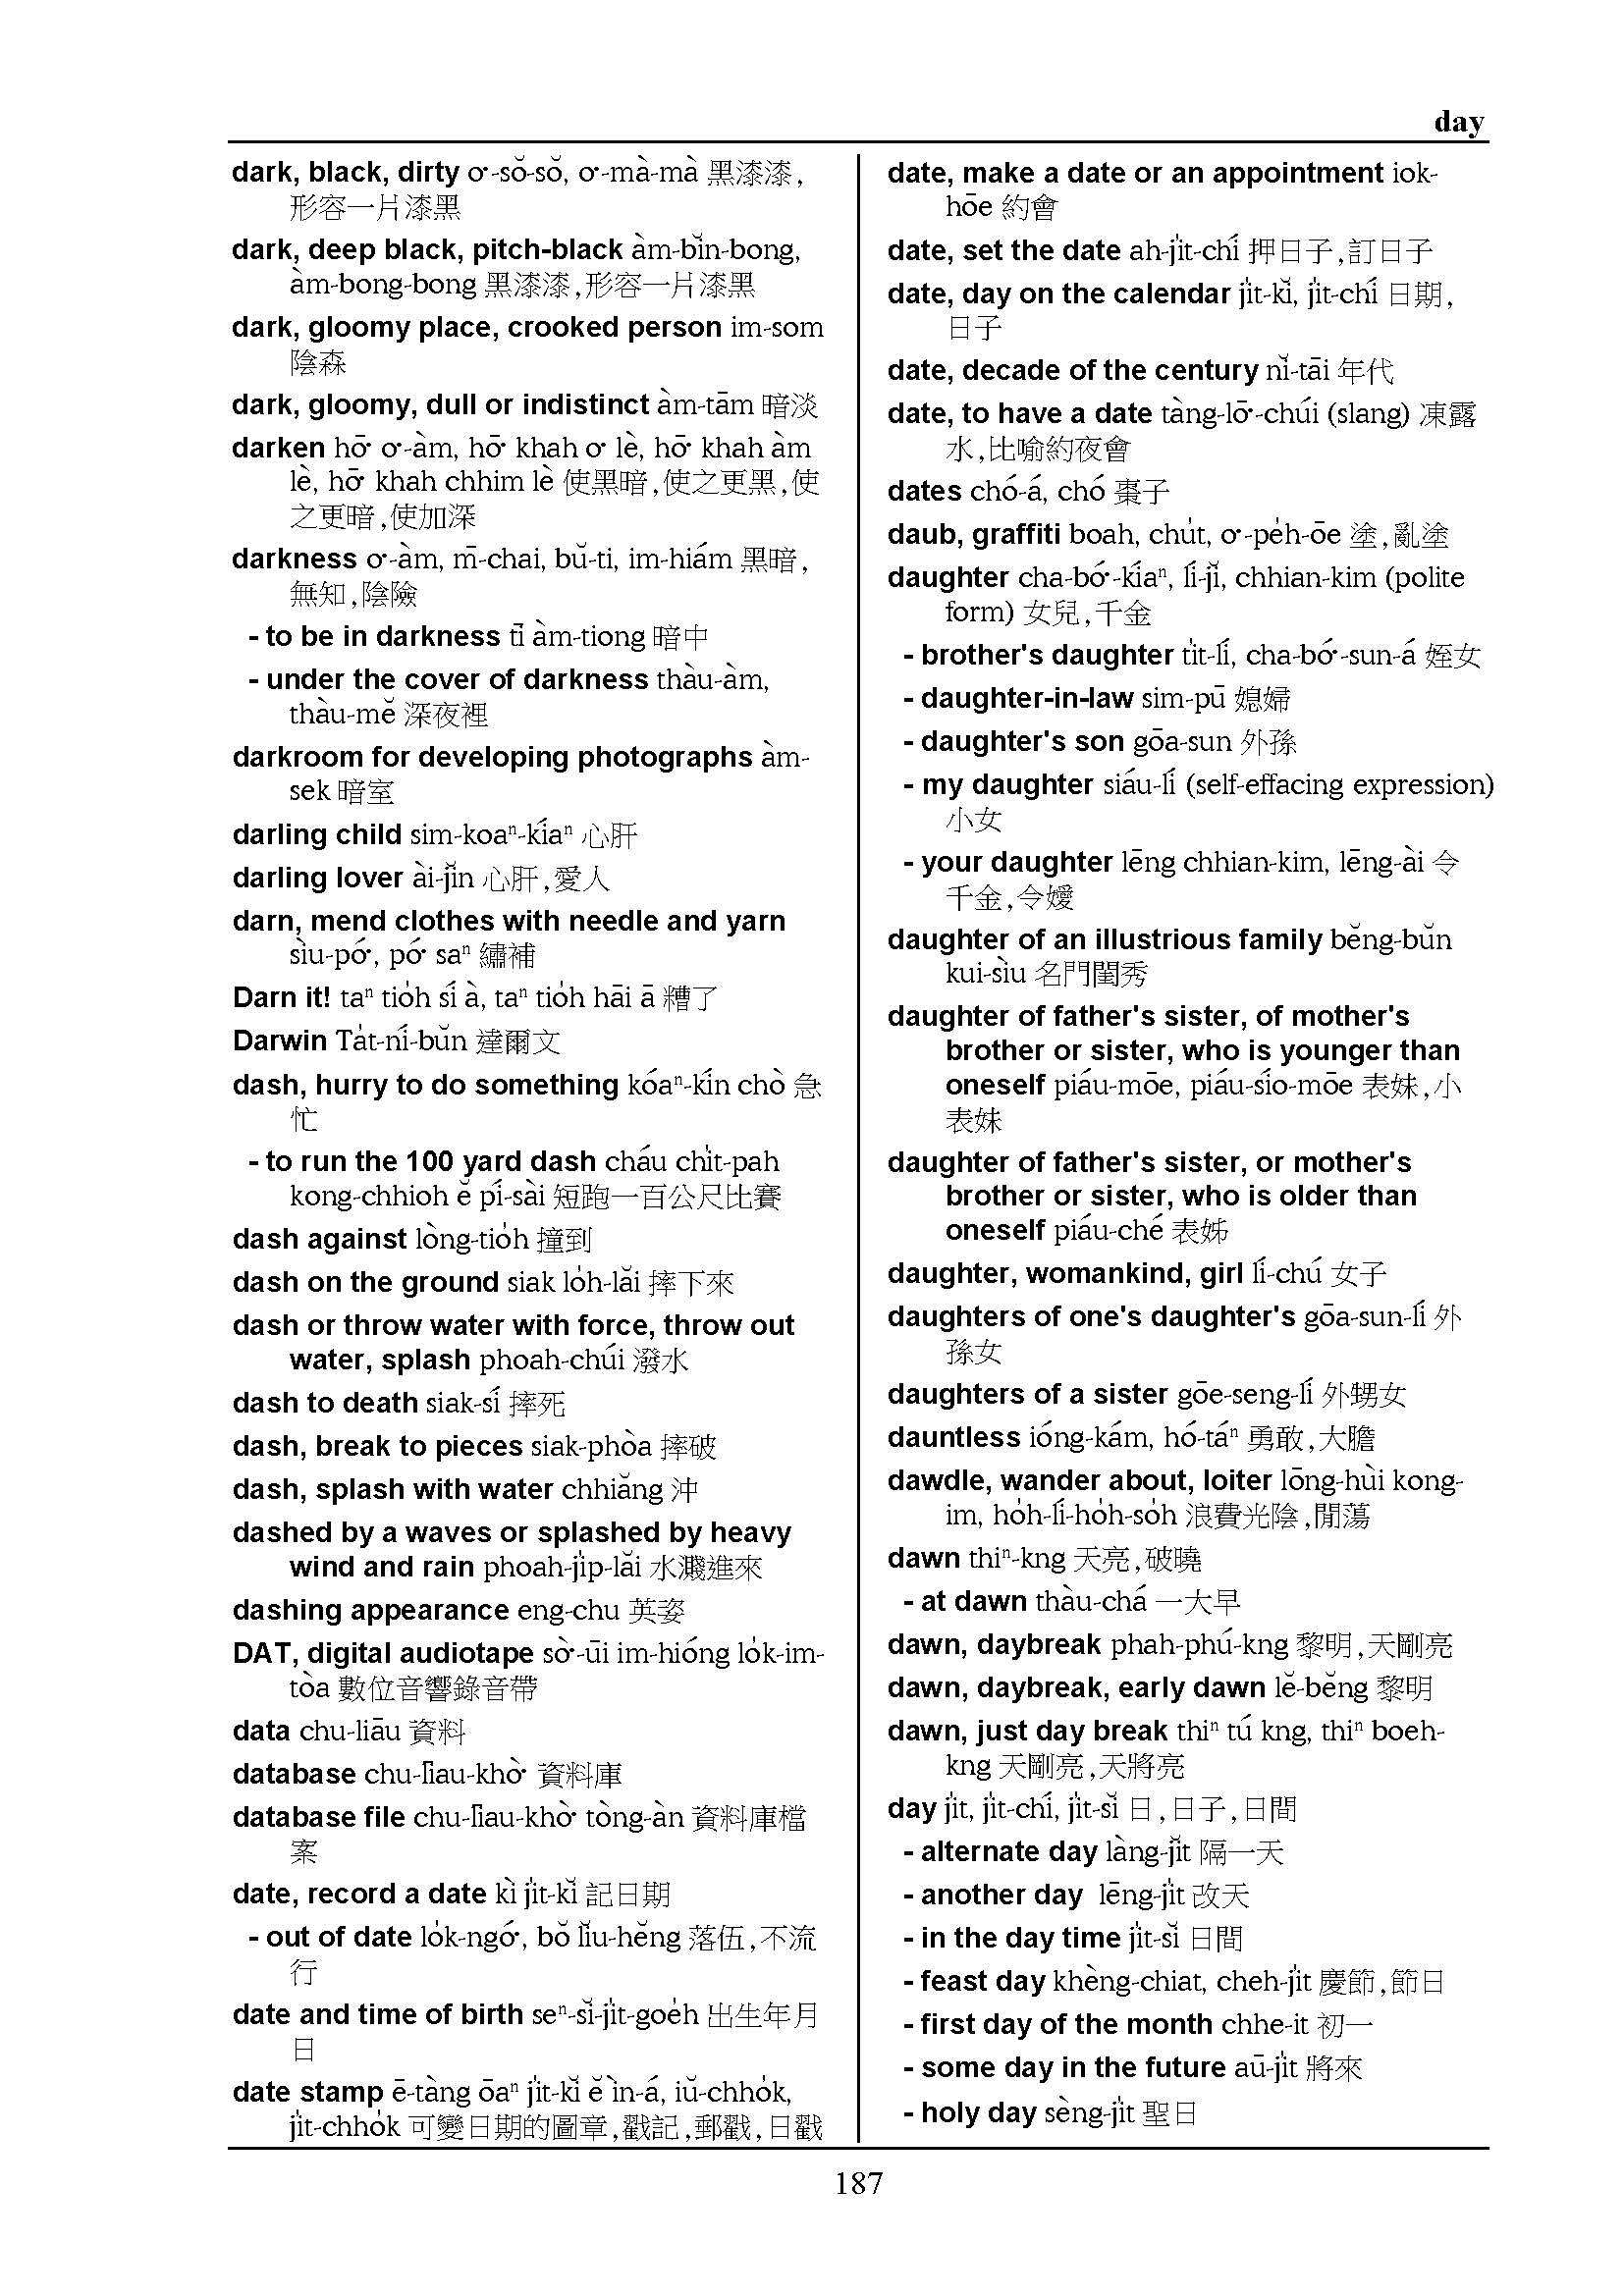 day
dark, black, dirty o͘-sŏ-sŏ, o͘-mà-mà 黑漆漆,
形容一片漆黑
dark, deep black, pitch-black àm-bĭn-bong,
àm-bong-bong 黑漆漆,形容一片漆黑
dark, gloomy place, crooked person im-som
陰森
dark, gloomy, dull or indistinct àm-tām 暗淡
darken hō͘ o͘-àm, hō͘ khah o͘ lè, hō͘ khah àm
lè, hō͘ khah chhim lè 使黑暗,使之更黑,使
之更暗,使加深
darkness o͘-àm, m̄-chai, bŭ-ti, im-hiám 黑暗,
無知,陰險
- to be in darkness tī àm-tiong 暗中
- under the cover of darkness thàu-àm,
thàu-mĕ 深夜裡
darkroom for developing photographs àm-
sek 暗室
darling child sim-koaⁿ-kíaⁿ 心肝
darling lover ài-jĭn 心肝,愛人
darn, mend clothes with needle and yarn
sìu-pó͘, pó͘ saⁿ 繡補
Darn it! taⁿ tio̍h sí à, taⁿ tio̍h hāi ā 糟了
Darwin Ta̍t-ní-bŭn 達爾文
dash, hurry to do something kóaⁿ-kín chò 急
忙
- to run the 100 yard dash cháu chi̍t-pah
kong-chhioh ĕ pí-sài 短跑一百公尺比賽
dash against lòng-tio̍h 撞到
dash on the ground siak lo̍h-lăi 摔下來
dash or throw water with force, throw out
water, splash phoah-chúi 潑水
dash to death siak-sí 摔死
dash, break to pieces siak-phòa 摔破
dash, splash with water chhiăng 沖
dashed by a waves or splashed by heavy
wind and rain phoah-ji̍p-lăi 水濺進來
dashing appearance eng-chu 英姿
DAT, digital audiotape sò͘-ūi im-hióng lo̍k-im-
tòa 數位音響錄音帶
data chu-liāu 資料
database chu-līau-khò͘ 資料庫
database file chu-līau-khò͘ tòng-àn 資料庫檔
案
date, record a date kì ji̍t-kĭ 記日期
- out of date lo̍k-ngó͘, bŏ lĭu-hĕng 落伍,不流
行
date and time of birth seⁿ-sĭ-ji̍t-goe̍h 出生年月
日
date stamp ē-tàng ōaⁿ ji̍t-kĭ ĕ ìn-á, iŭ-chho̍k,
ji̍t-chho̍k 可變日期的圖章,戳記,郵戳,日戳
date, make a date or an appointment iok-
hōe 約會
date, set the date ah-ji̍t-chí 押日子,訂日子
date, day on the calendar ji̍t-kĭ, ji̍t-chí 日期,
日子
date, decade of the century nĭ-tāi 年代
date, to have a date tàng-lō͘-chúi (slang) 凍露
水,比喻約夜會
dates chó-á, chó 棗子
daub, graffiti boah, chu̍t, o͘-pe̍h-ōe 塗,亂塗
daughter cha-bó͘-kíaⁿ, lí-jĭ, chhian-kim (polite
form) 女兒,千金
- brother's daughter ti̍t-lí, cha-bó͘-sun-á 姪女
- daughter-in-law sim-pū 媳婦
- daughter's son gōa-sun 外孫
- my daughter siáu-lí (self-effacing expression)
小女
- your daughter lēng chhian-kim, lēng-ài 令
千金,令嬡
daughter of an illustrious family bĕng-bŭn
kui-sìu 名門閨秀
daughter of father's sister, of mother's
brother or sister, who is younger than
oneself piáu-mōe, piáu-sío-mōe 表妹,小
表妹
daughter of father's sister, or mother's
brother or sister, who is older than
oneself piáu-ché 表姊
daughter, womankind, girl lí-chú 女子
daughters of one's daughter's gōa-sun-lí 外
孫女
daughters of a sister gōe-seng-lí 外甥女
dauntless ióng-kám, hó-táⁿ 勇敢,大膽
dawdle, wander about, loiter lōng-hùi kong-
im, ho̍h-lí-ho̍h-so̍h 浪費光陰,閒蕩
dawn thiⁿ-kng 天亮,破曉
- at dawn thàu-chá 一大早
dawn, daybreak phah-phú-kng 黎明,天剛亮
dawn, daybreak, early dawn lĕ-bĕng 黎明
dawn, just day break thiⁿ tú kng, thiⁿ boeh-
kng 天剛亮,天將亮
day ji̍t, ji̍t-chí, ji̍t-sĭ 日,日子,日間
- alternate day làng-ji̍t 隔一天
- another day lēng-ji̍t 改天
- in the day time ji̍t-sĭ 日間
- feast day khèng-chiat, cheh-ji̍t 慶節,節日
- first day of the month chhe-it 初一
- some day in the future aū-ji̍t 將來
- holy day sèng-ji̍t 聖日
187